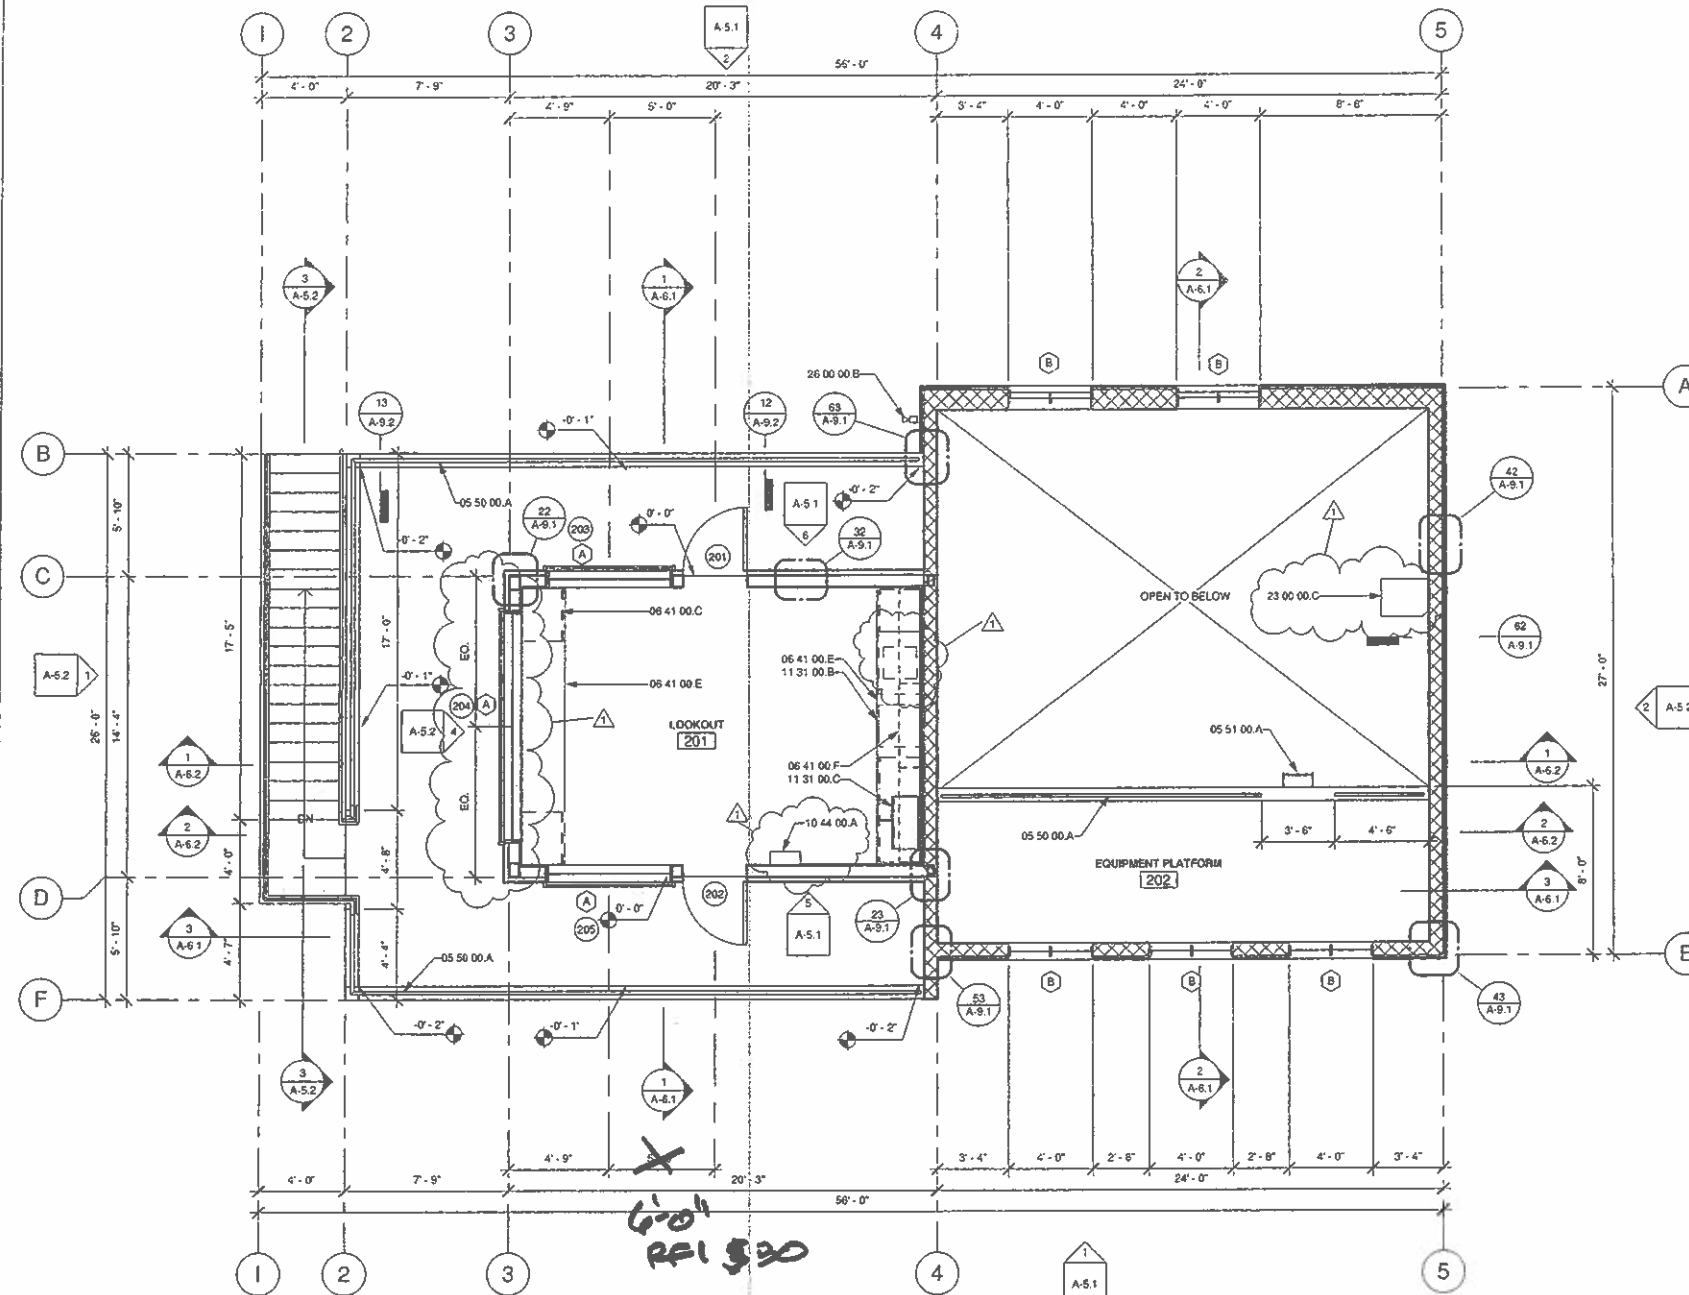 1 2 3 4 5
A-5.1
2
56'-0"
4'-0" 7'-9" 20'-3" 24'-0"
4'-9" 5'-0" 3'-4" 4'-0" 4'-0" 4'-0" 8'-6"
3
A-5.2
1
A-6.1
2
A-6.1
B B
26 00 00.B
A
13
A-9.2
12
A-9.2
63
A-9.1
-0'-1"
B
05 50 00.A
22
A-9.1
203
A
0'-0"
201
A-5.1
6
-0'-2"
32
A-9.1
42
A-9.1
5'-10"
-0'-2"
1
C
06 41 00.C
OPEN TO BELOW
23 00 00.C
1
62
A-9.1
17'-5"
17'-0"
EQ.
06 41 00.E
11 31 00.B
A-5.2
1
-0'-1"
06 41 00.E
27'-0"
26'-0"
14'-4"
204
A
A-5.2
4
1
LOOKOUT
201
2
A-5.2
05 51 00.A
1
A-6.2
06 41 00.F
11 31 00.C
1
A-6.2
EQ.
1
10 44 00.A
DN
2
A-6.2
05 50 00.A
3'-6" 4'-6"
2
A-6.2
4'-0"
4'-8"
EQUIPMENT PLATFORM
202
8'-0"
D
A
205
0'-0"
202
5
A-5.1
23
A-9.1
3
A-6.1
3
A-6.1
5'-10"
4'-7"
4'-4"
05 50 00.A
E
F
B B B
53
A-9.1
43
A-9.1
-0'-2" -0'-1" -0'-2"
3
A-5.2
1
A-6.1
2
A-6.1
4'-9" 3'-4" 4'-0" 2'-8" 4'-0" 2'-8" 4'-0" 3'-4"
4'-0" 7'-9" 20'-3" 24'-0"
56'-0"
6'-0"
RFI 30
1
A-5.1
1 2 3 4 5